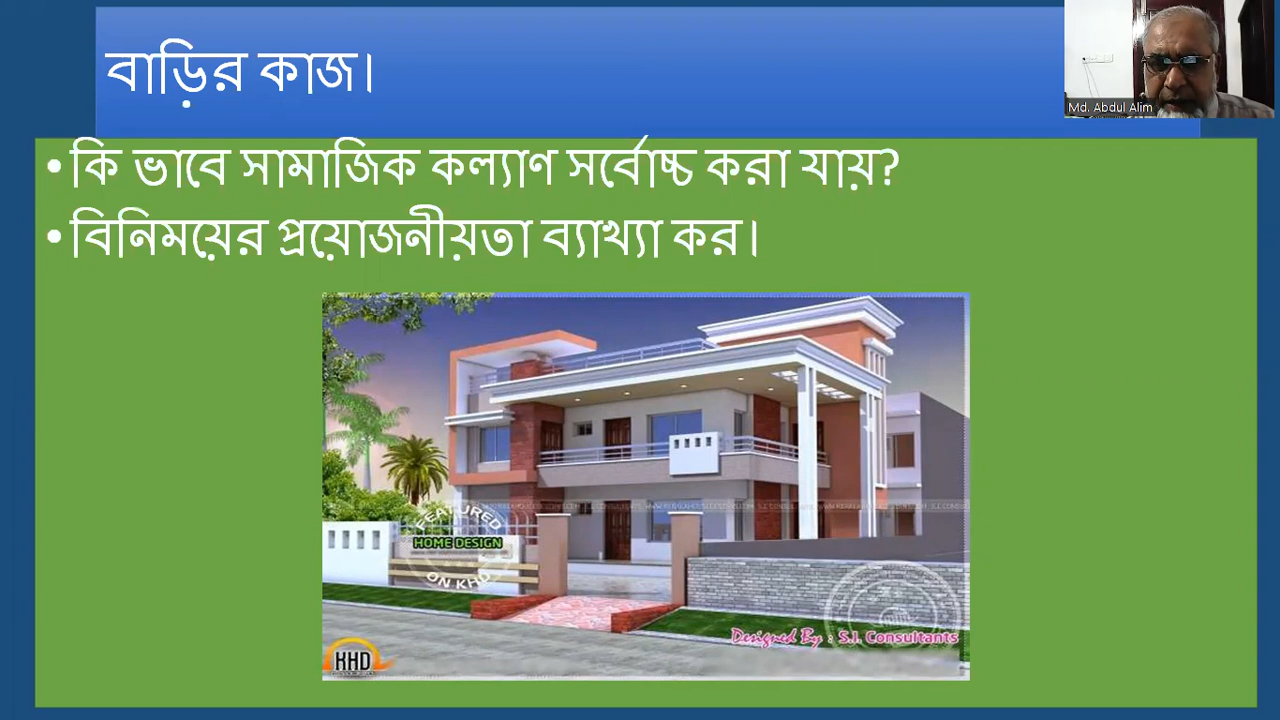 বাড়ির কাজ।
Md. Abdul Alim
• কি ভাবে সামাজিক কল্যাণ সর্বোচ্চ করা যায়?
• বিনিময়ের প্রয়োজনীয়তা ব্যাখ্যা কর।
FEATURED
HOME DESIGN
ON KHD
Designed By : S.I. Consultants
KHD